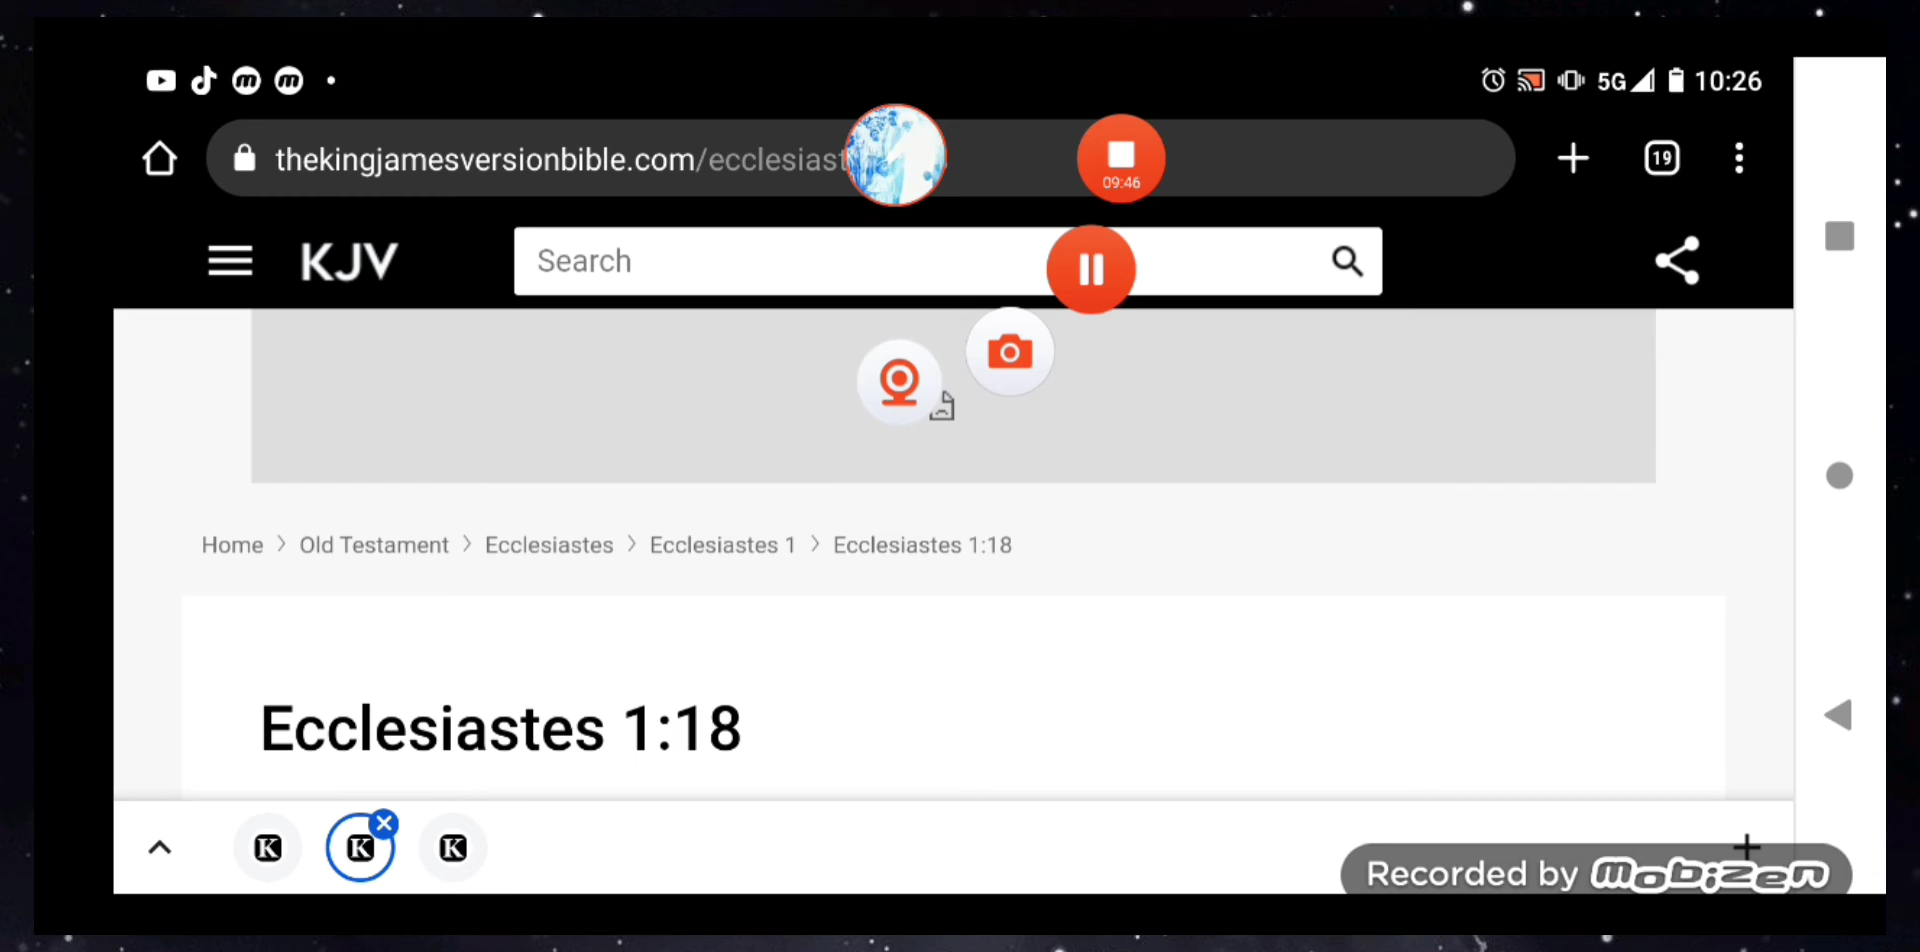 5G 10:26
thekingjamesversionbible.com/ecclesiast
19
09:46
KJV
Search
Home > Old Testament > Ecclesiastes > Ecclesiastes 1 > Ecclesiastes 1:18
Ecclesiastes 1:18
K K K
Recorded by mobizen